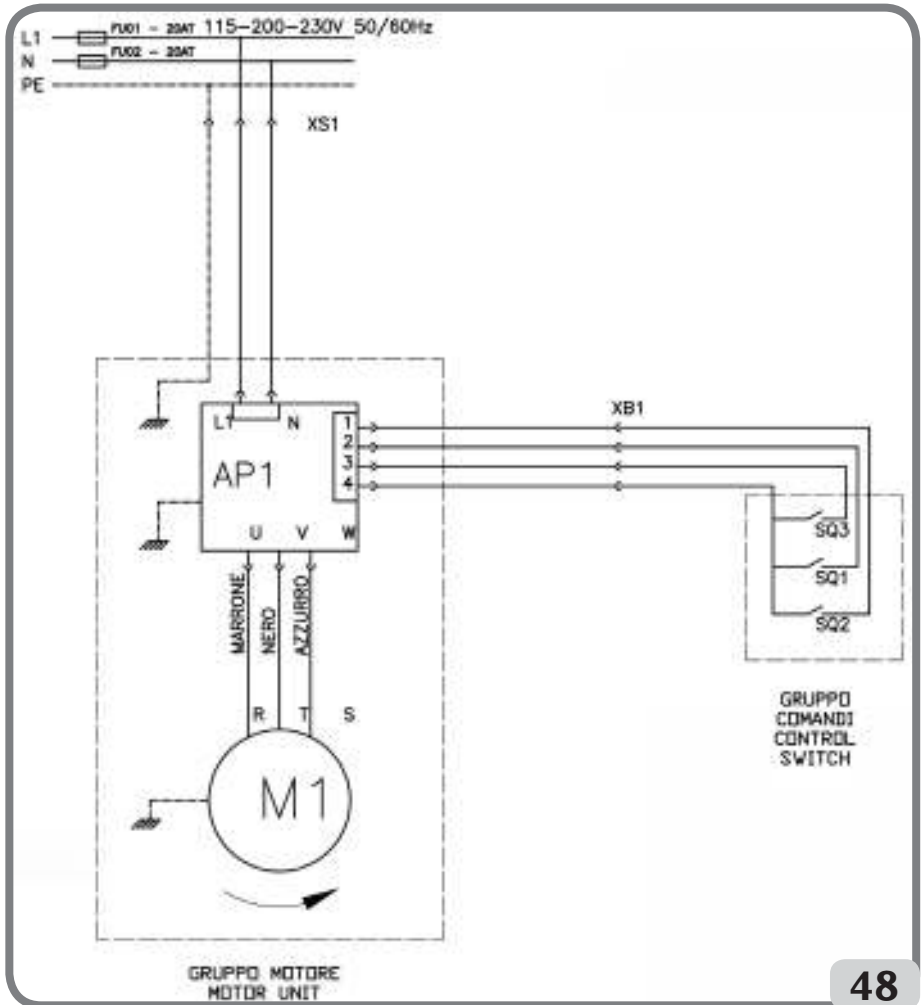 L1 FU01 - 20AT 115-200-230V 50/60Hz
N FU02 - 20AT
PE
XS1
L1 N
1
2
3
4
XB1
AP1
U V W
SQ3
SQ1
SQ2
MARRONE
NERO
AZZURRO
R T S
M1
GRUPPO
COMANDI
CONTROL
SWITCH
GRUPPO MOTORE
MOTOR UNIT
48